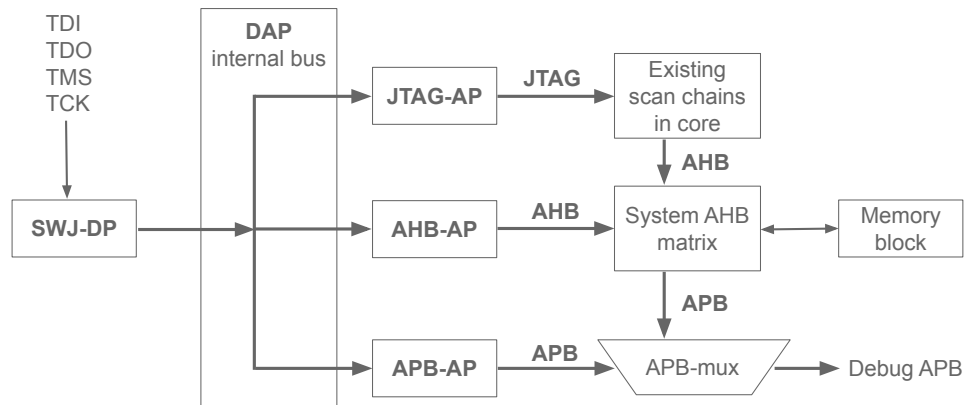 TDI
TDO
TMS
TCK
SWJ-DP
DAP
internal bus
JTAG-AP
JTAG
Existing
scan chains
in core
AHB
AHB-AP
AHB
System AHB
matrix
Memory
block
APB
APB-AP
APB
APB-mux
Debug APB